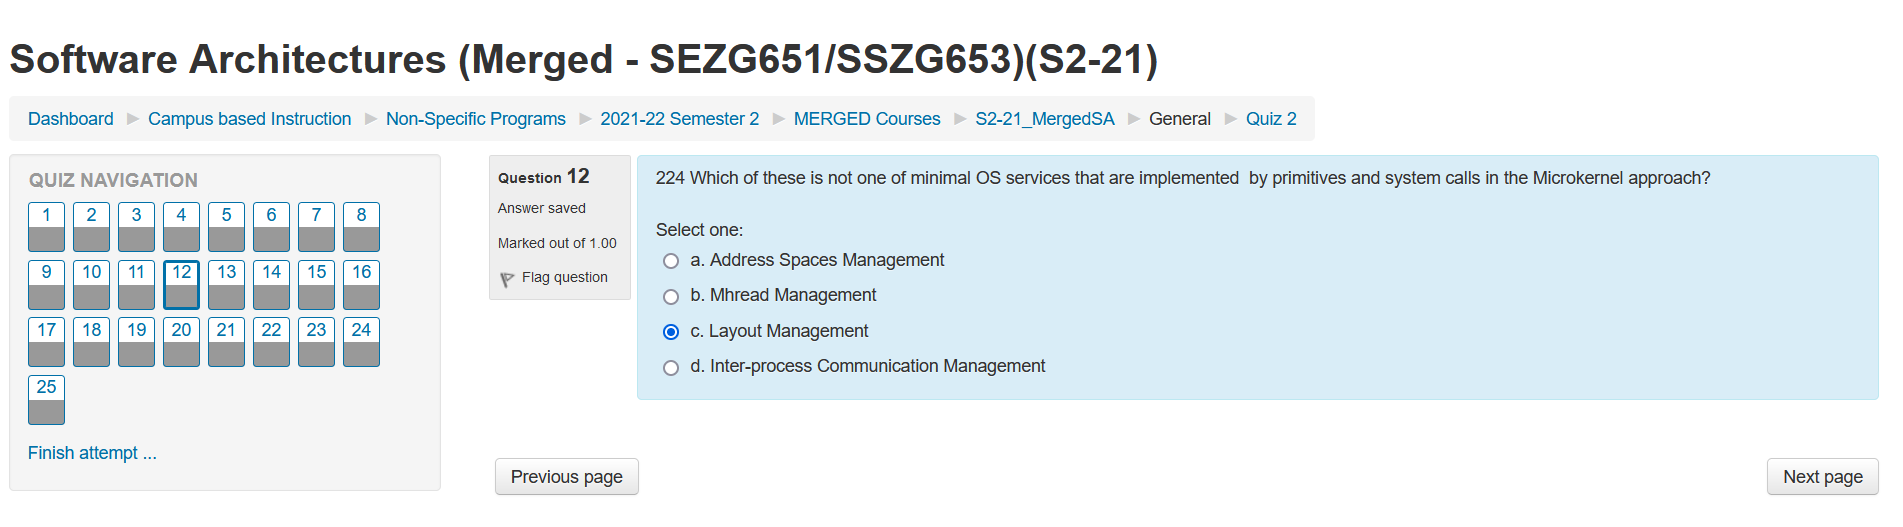 Software Architectures (Merged - SEZG651/SSZG653)(S2-21)
Dashboard Campus based Instruction Non-Specific Programs 2021-22 Semester 2 MERGED Courses S2-21_MergedSA General Quiz 2
QUIZ NAVIGATION
1 2 3 4 5 6 7 8
9 10 11 12 13 14 15 16
17 18 19 20 21 22 23 24
25
Finish attempt ...
Question 12
Answer saved
Marked out of 1.00
Flag question
224 Which of these is not one of minimal OS services that are implemented by primitives and system calls in the Microkernel approach?
Select one:
a. Address Spaces Management
b. Mhread Management
c. Layout Management
d. Inter-process Communication Management
Previous page
Next page